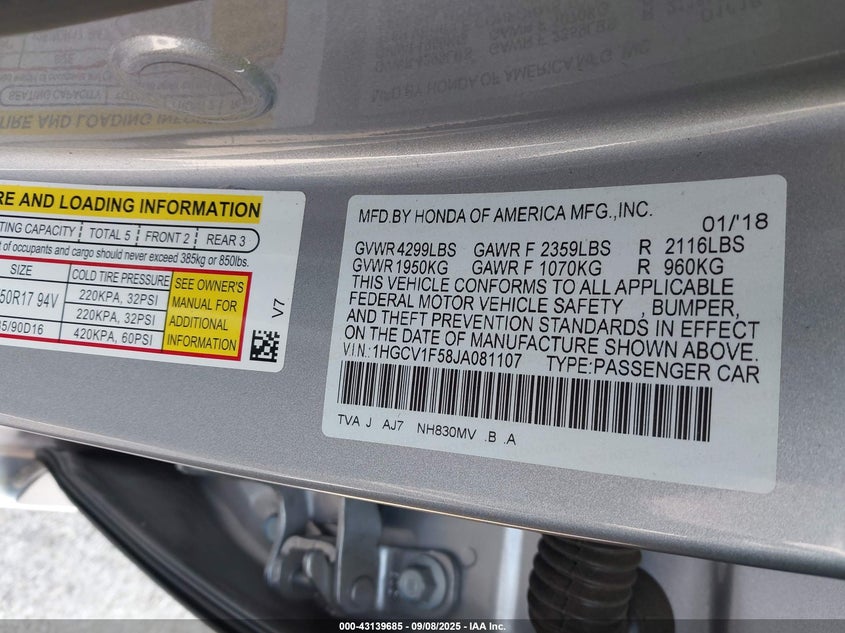 RE AND LOADING INFORMATION
TING CAPACITY TOTAL 5 FRONT 2 REAR 3
of occupants and cargo should never exceed 385kg or 850lbs.
SIZE COLD TIRE PRESSURE SEE OWNER'S MANUAL FOR ADDITIONAL INFORMATION
50R17 94V 220KPA, 32PSI
220KPA, 32PSI
5/90D16 420KPA, 60PSI
V7
MFD.BY HONDA OF AMERICA MFG.,INC.
01/'18
GVWR 4299LBS GAWR F 2359LBS R 2116LBS
GVWR 1950KG GAWR F 1070KG R 960KG
THIS VEHICLE CONFORMS TO ALL APPLICABLE
FEDERAL MOTOR VEHICLE SAFETY , BUMPER,
AND THEFT PREVENTION STANDARDS IN EFFECT
ON THE DATE OF MANUFACTURE SHOWN ABOVE.
V.I.N.:1HGCV1F58JA081107 TYPE:PASSENGER CAR
TVA J AJ7 NH830MV .B .A
000-43139685 - 09/08/2025 - IAA Inc.